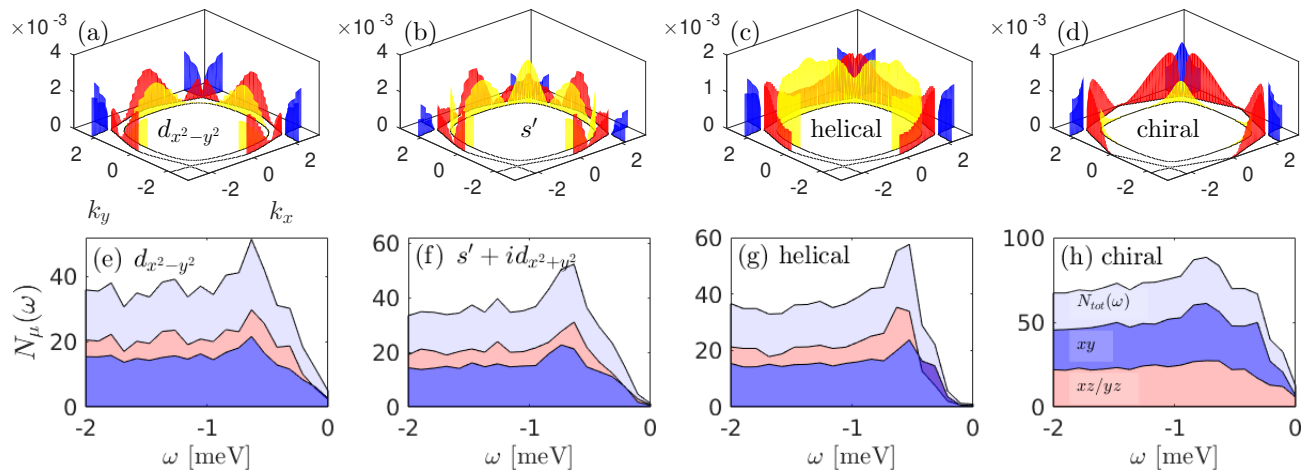 ×10⁻³ (a) ×10⁻³ (b) ×10⁻³ (c) ×10⁻³ (d)
4 4 2 4
2 2 1 2
0 0 0 0
d_{x²−y²} s′ helical chiral
2 2 2 2 2 2 2 2
0 0 0 0 0 0 0 0
-2 -2 -2 -2 -2 -2 -2 -2
k_y k_x
(e) d_{x²−y²} (f) s′ + id_{x²+y²} (g) helical (h) chiral
N_μ(ω)
40 60 60 100
20 40 40 50
0 20 20 0
0 0
N_{tot}(ω)
xy
xz/yz
-2 -1 0 -2 -1 0 -2 -1 0 -2 -1 0
ω [meV] ω [meV] ω [meV] ω [meV]